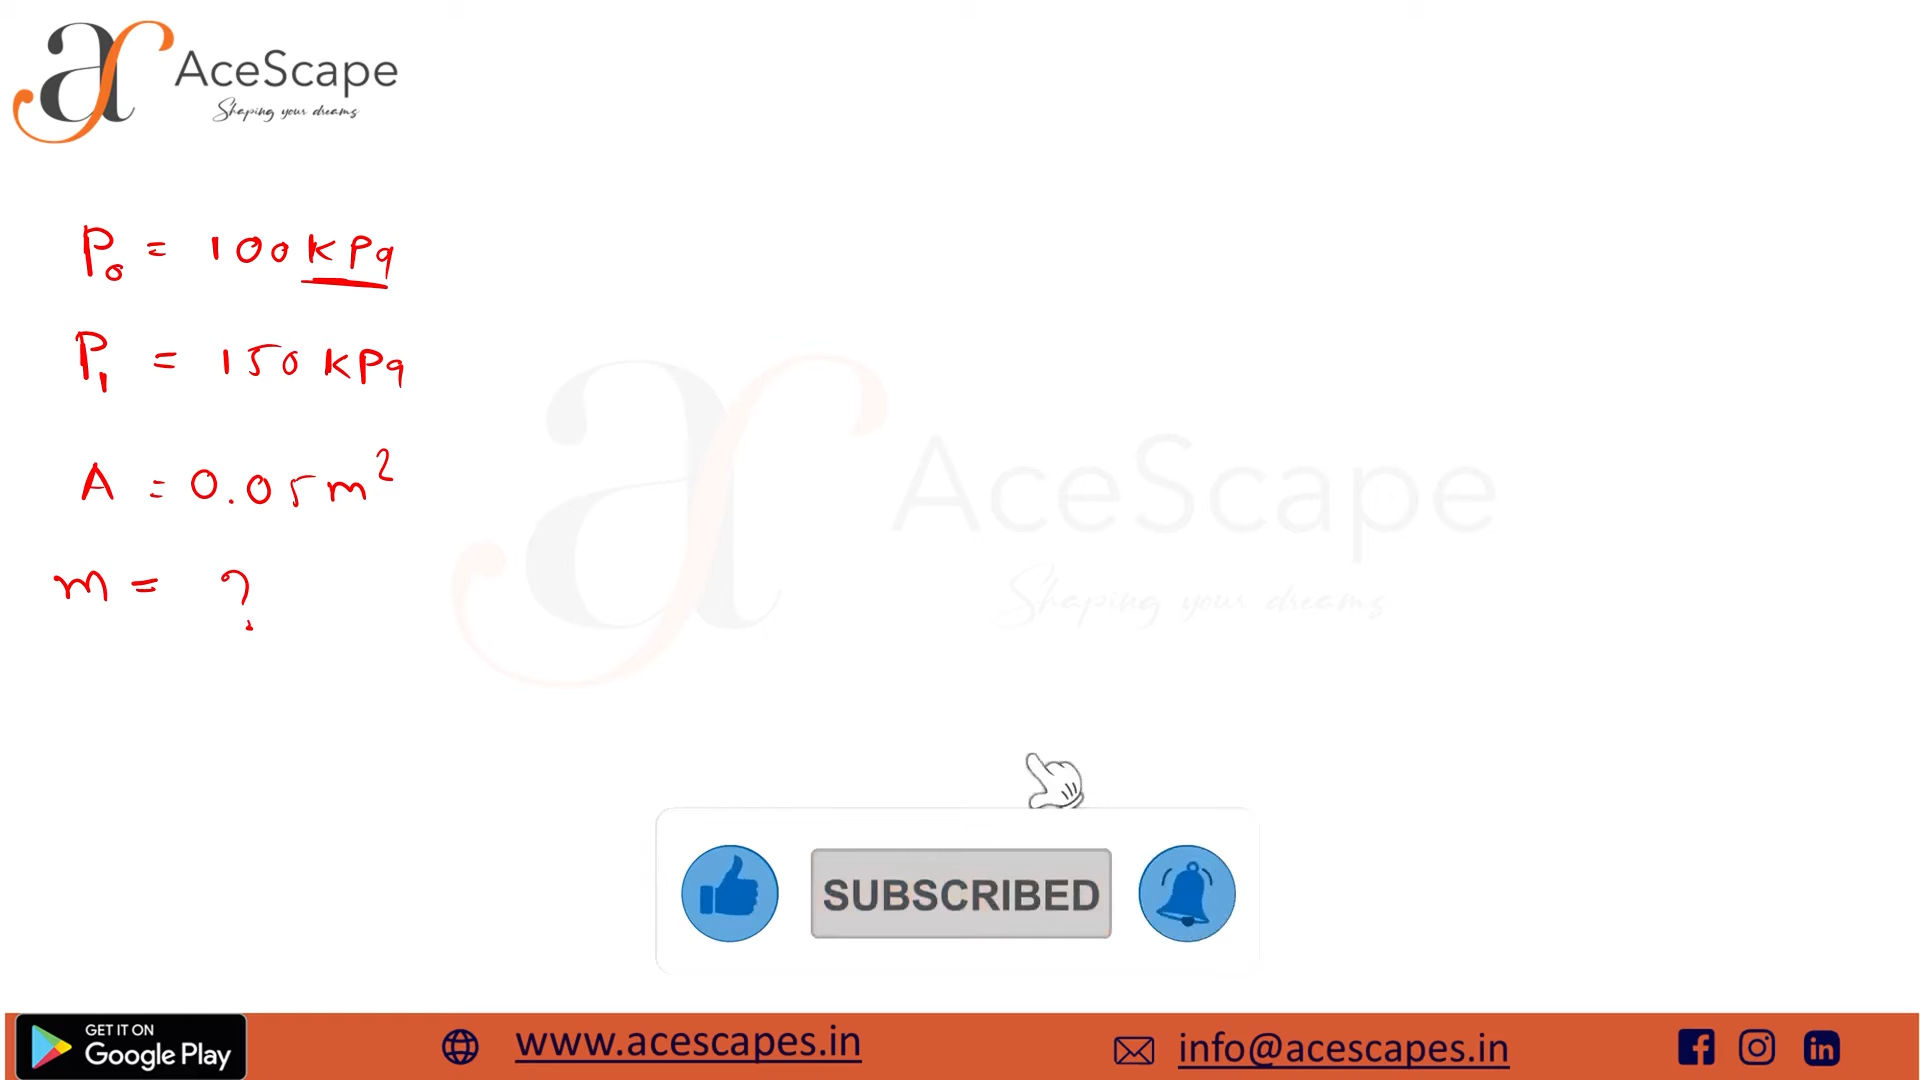 AceScape
Shaping your dreams
P₀ = 100 kPa
P₁ = 150 kPa
A = 0.05 m²
m = ?
AceScape
Shaping your dreams
SUBSCRIBED
GET IT ON
Google Play
www.acescapes.in
info@acescapes.in